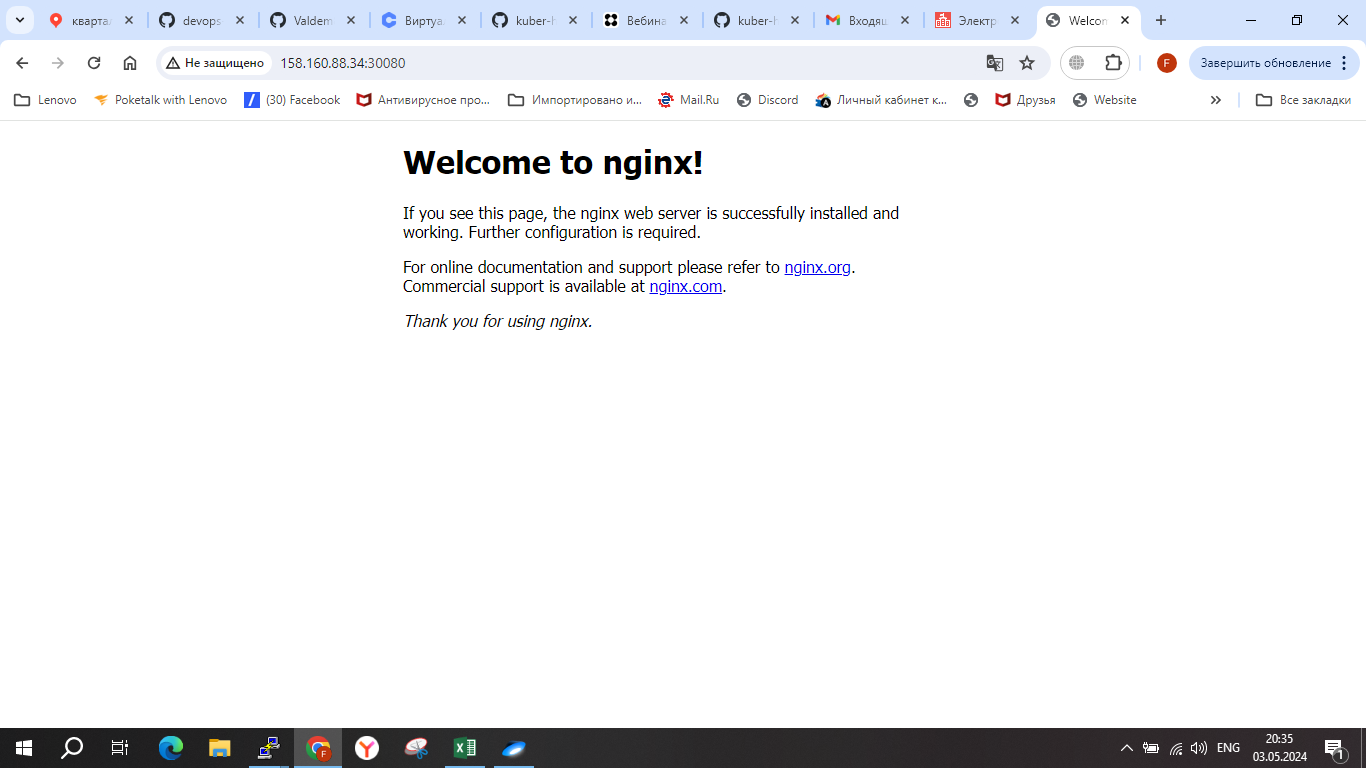 кварта
devops
Valdem
Виртуа
kuber-h
Вебина
kuber-h
Входящ
Электр
Welcom
Не защищено
158.160.88.34:30080
F
Завершить обновление
Lenovo
Poketalk with Lenovo
(30) Facebook
Антивирусное про...
Импортировано и...
Mail.Ru
Discord
Личный кабинет к...
Друзья
Website
Все закладки
Welcome to nginx!
If you see this page, the nginx web server is successfully installed and
working. Further configuration is required.
For online documentation and support please refer to nginx.org.
Commercial support is available at nginx.com.
Thank you for using nginx.
ENG
20:35
03.05.2024
1